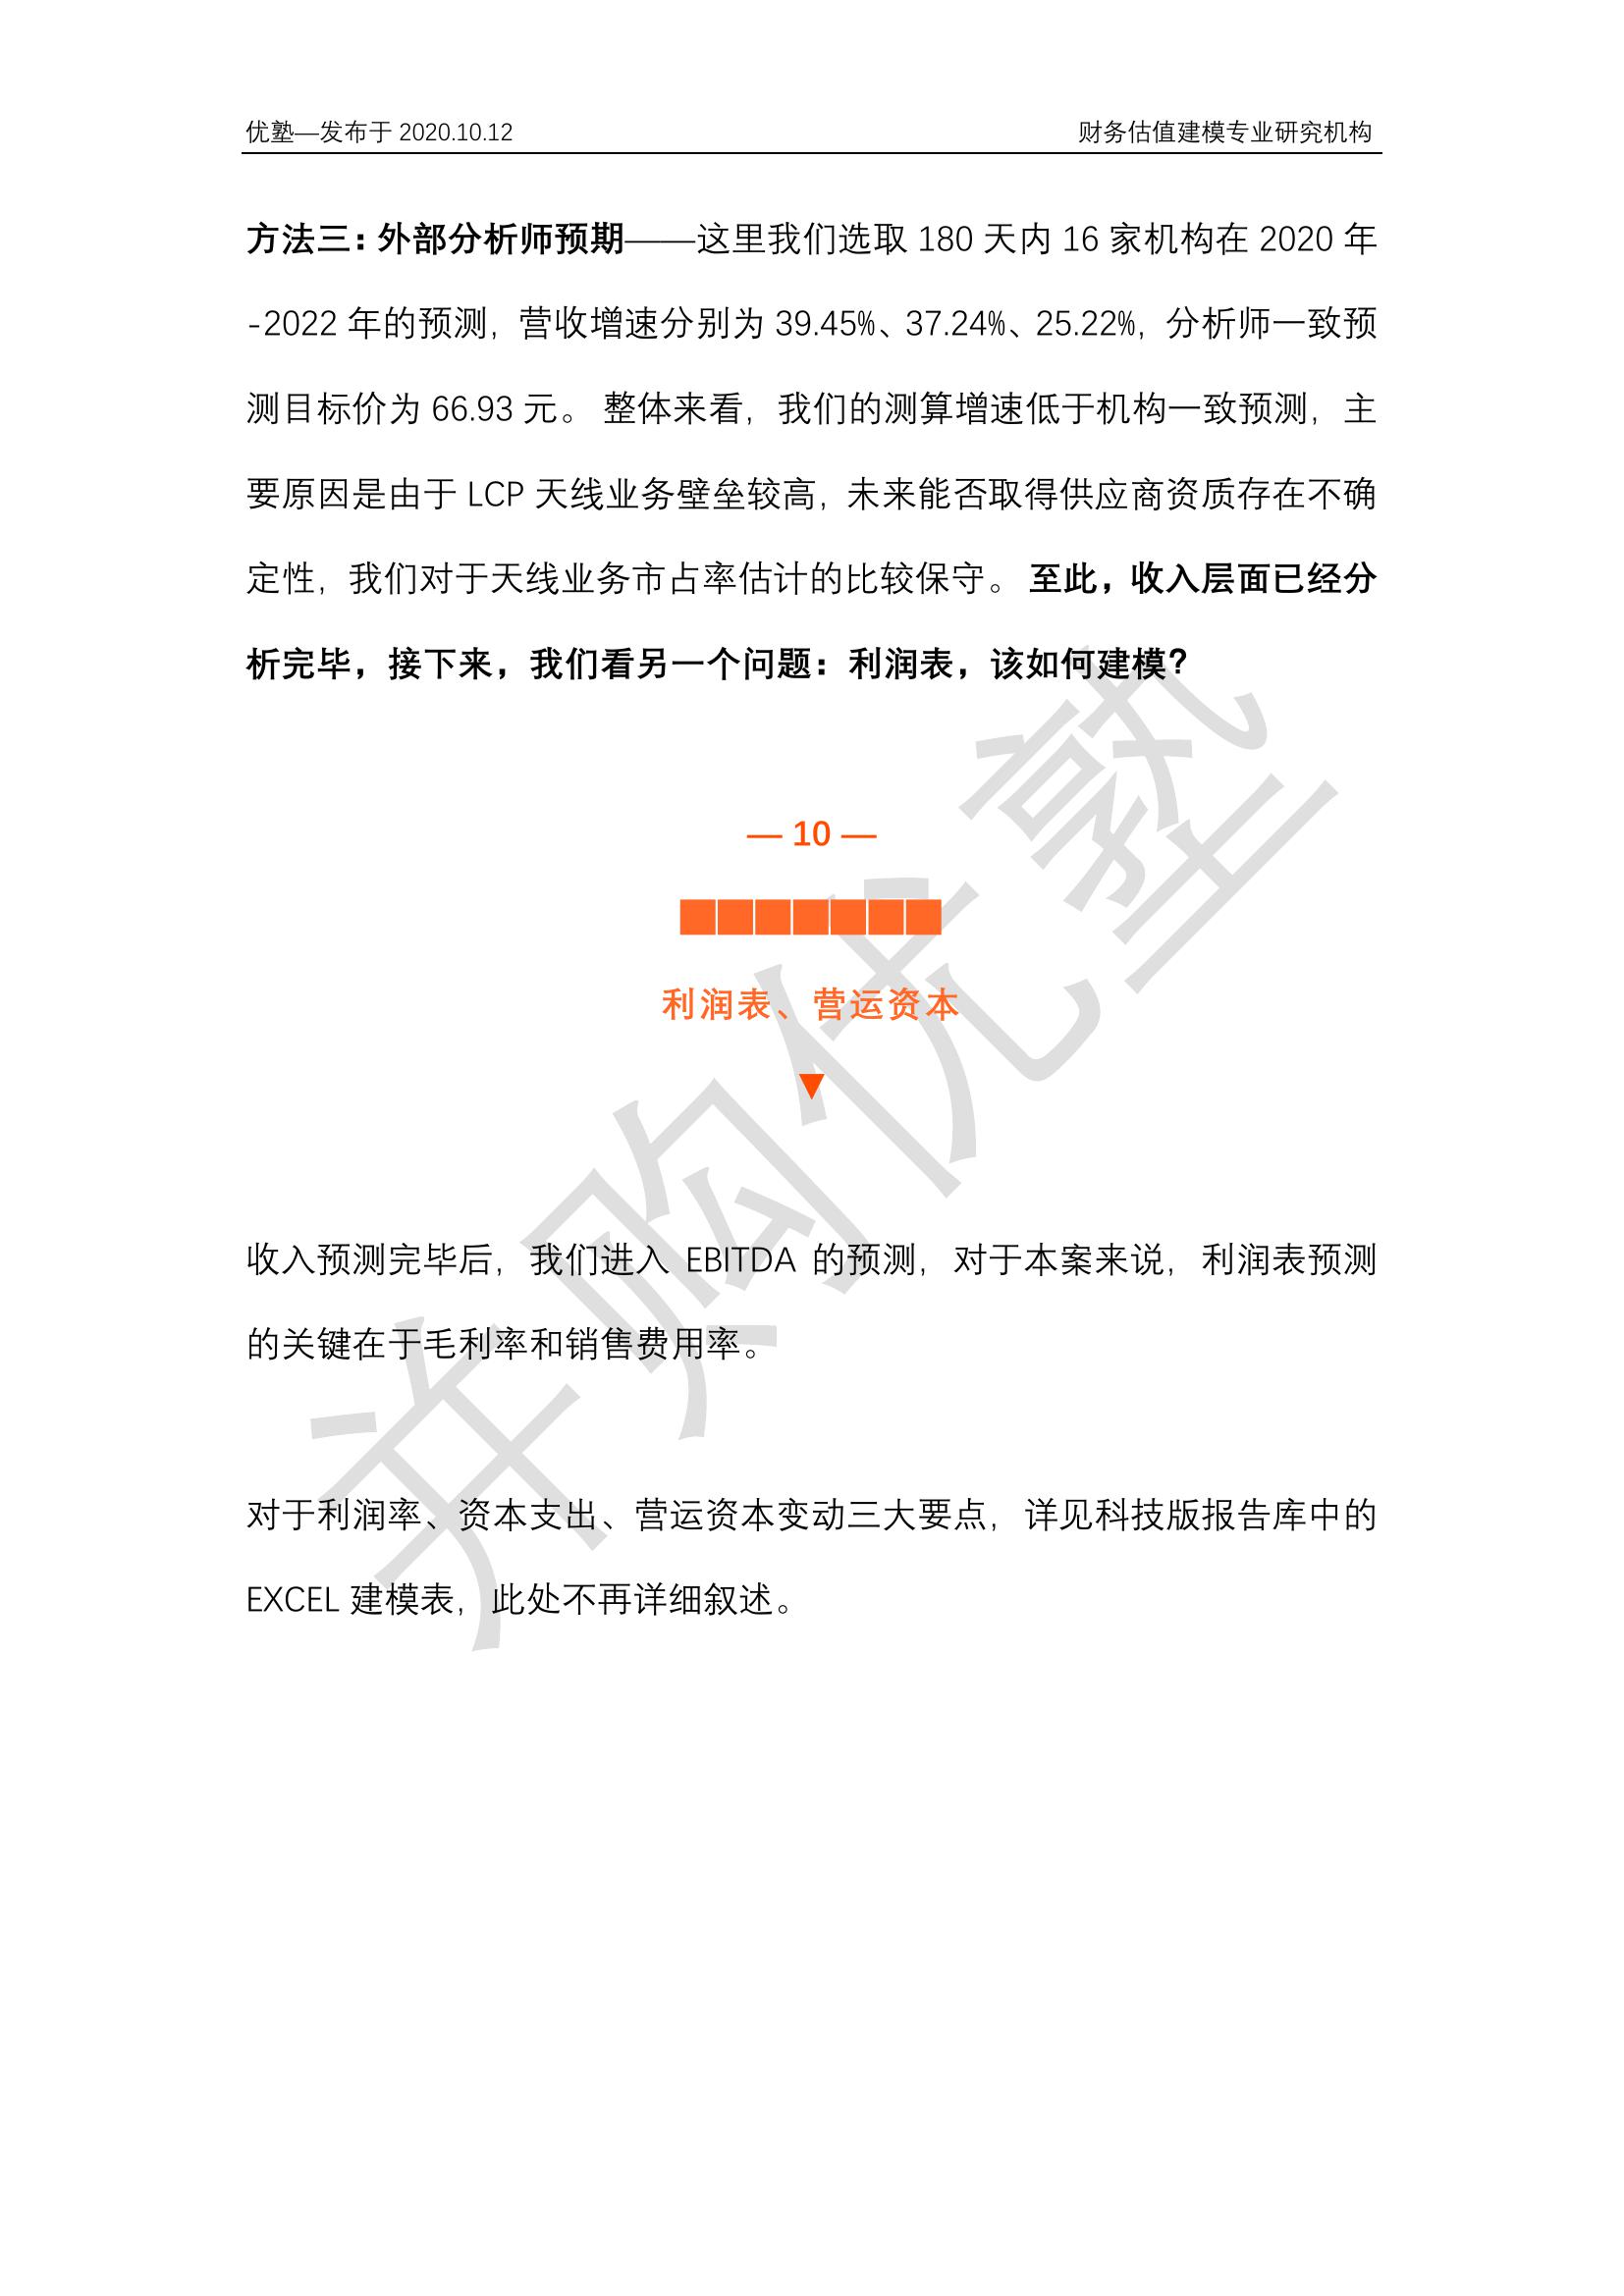 优塾—发布于 2020.10.12
财务估值建模专业研究机构
方法三：外部分析师预期——这里我们选取 180 天内 16 家机构在 2020 年
-2022 年的预测，营收增速分别为 39.45%、37.24%、25.22%，分析师一致预
测目标价为 66.93 元。 整体来看，我们的测算增速低于机构一致预测，主
要原因是由于 LCP 天线业务壁垒较高，未来能否取得供应商资质存在不确
定性，我们对于天线业务市占率估计的比较保守。 至此，收入层面已经分
析完毕，接下来，我们看另一个问题：利润表，该如何建模？
— 10 —
利润表、营运资本
▼
收入预测完毕后，我们进入 EBITDA 的预测，对于本案来说，利润表预测
的关键在于毛利率和销售费用率。
对于利润率、资本支出、营运资本变动三大要点，详见科技版报告库中的
EXCEL 建模表，此处不再详细叙述。
并购优塾